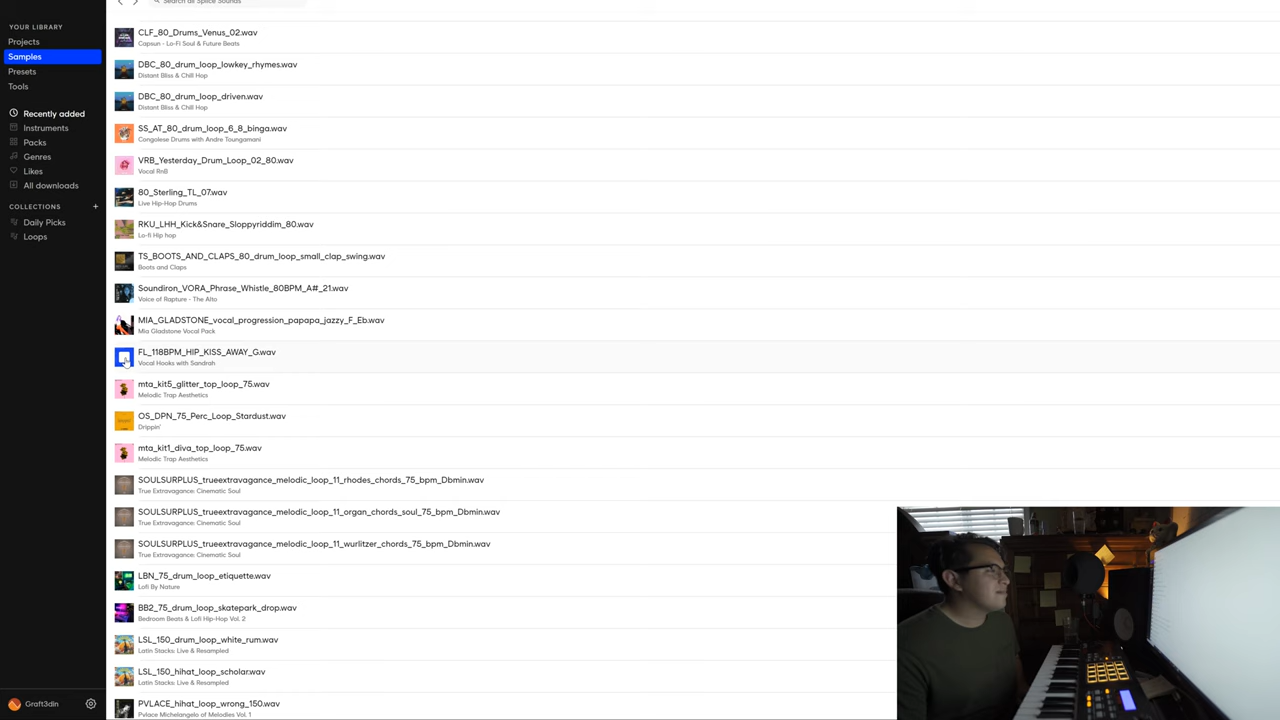 Search all Splice Sounds
YOUR LIBRARY
Projects
Samples
Presets
Tools
Recently added
Instruments
Packs
Genres
Likes
All downloads
COLLECTIONS +
Daily Picks
Loops
Graft3din
CLF_80_Drums_Venus_02.wav
Capsun - Lo-Fi Soul & Future Beats
DBC_80_drum_loop_lowkey_rhymes.wav
Distant Bliss & Chill Hop
DBC_80_drum_loop_driven.wav
Distant Bliss & Chill Hop
SS_AT_80_drum_loop_6_8_binga.wav
Congolese Drums with Andre Toungamani
VRB_Yesterday_Drum_Loop_02_80.wav
Vocal RnB
80_Sterling_TL_07.wav
Live Hip-Hop Drums
RKU_LHH_Kick&Snare_Sloppyriddim_80.wav
Lo-fi Hip hop
TS_BOOTS_AND_CLAPS_80_drum_loop_small_clap_swing.wav
Boots and Claps
Soundiron_VORA_Phrase_Whistle_80BPM_A#_21.wav
Voice of Rapture - The Alto
MIA_GLADSTONE_vocal_progression_papapa_jazzy_F_Eb.wav
Mia Gladstone Vocal Pack
FL_118BPM_HIP_KISS_AWAY_G.wav
Vocal Hooks with Sandrah
mta_kit5_glitter_top_loop_75.wav
Melodic Trap Aesthetics
OS_DPN_75_Perc_Loop_Stardust.wav
Drippin'
mta_kit1_diva_top_loop_75.wav
Melodic Trap Aesthetics
SOULSURPLUS_trueextravagance_melodic_loop_11_rhodes_chords_75_bpm_Dbmin.wav
True Extravagance: Cinematic Soul
SOULSURPLUS_trueextravagance_melodic_loop_11_organ_chords_soul_75_bpm_Dbmin.wav
True Extravagance: Cinematic Soul
SOULSURPLUS_trueextravagance_melodic_loop_11_wurlitzer_chords_75_bpm_Dbmin.wav
True Extravagance: Cinematic Soul
LBN_75_drum_loop_etiquette.wav
Lofi By Nature
BB2_75_drum_loop_skatepark_drop.wav
Bedroom Beats & Lofi Hip-Hop Vol. 2
LSL_150_drum_loop_white_rum.wav
Latin Stacks: Live & Resampled
LSL_150_hihat_loop_scholar.wav
Latin Stacks: Live & Resampled
PVLACE_hihat_loop_wrong_150.wav
Pvlace Michelangelo of Melodies Vol. 1